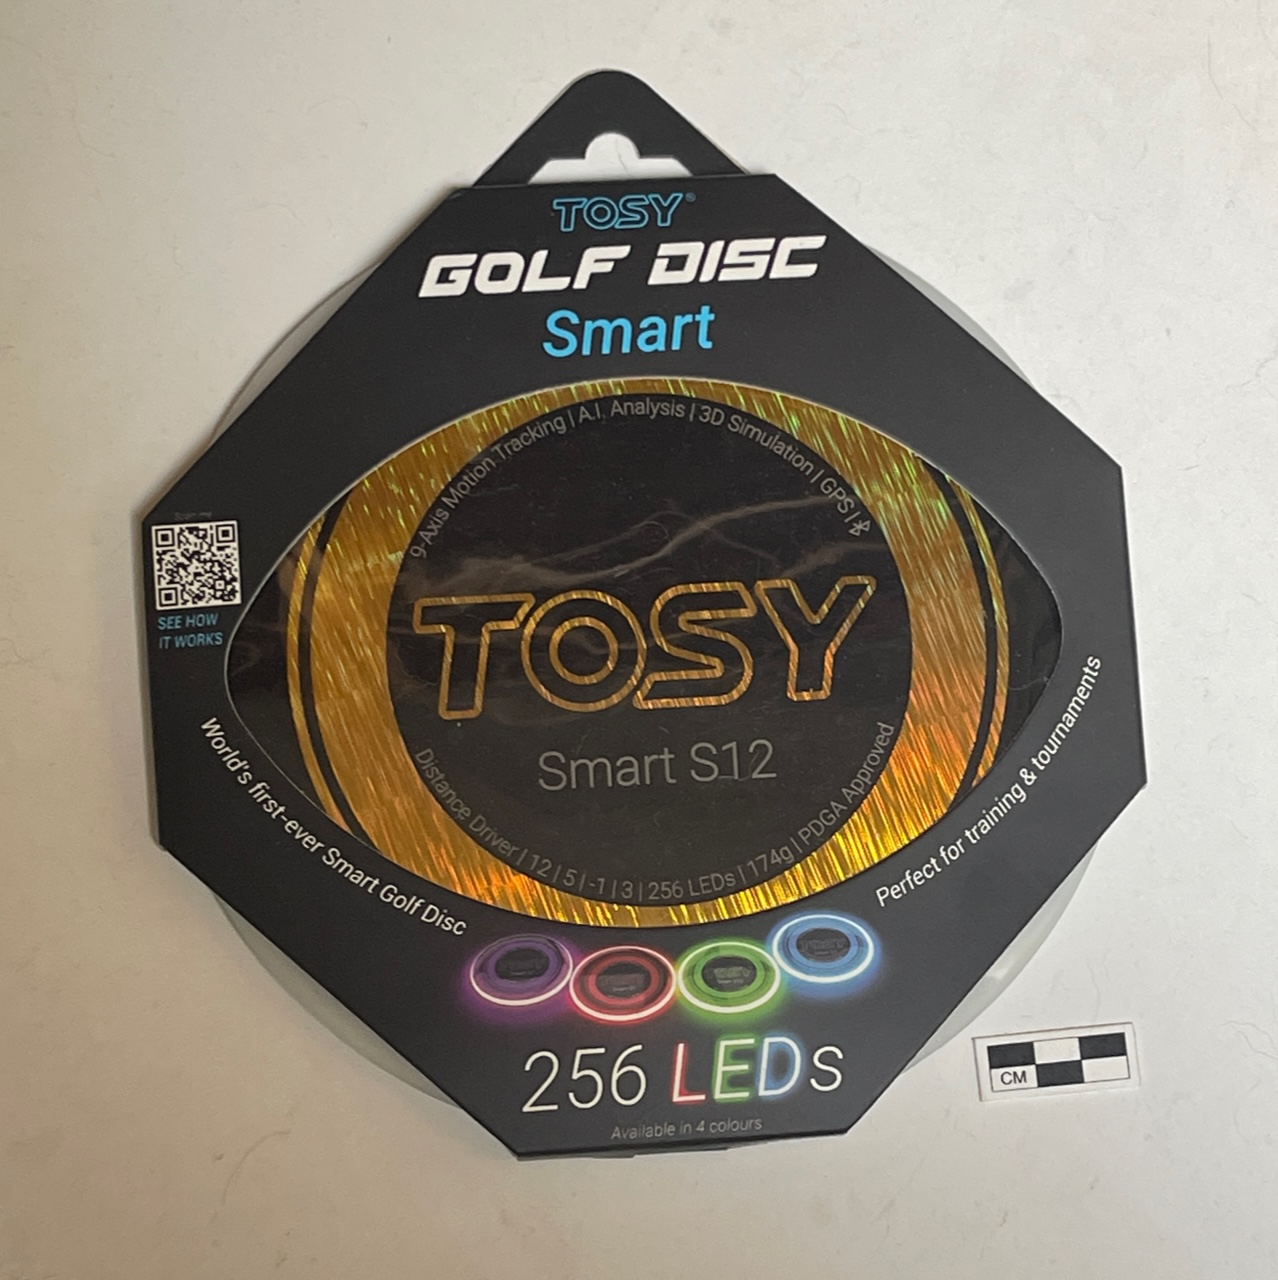 TOSY®
GOLF DISC
Smart
9-Axis Motion Tracking | A.I. Analysis | 3D Simulation | GPS |
Scan me
SEE HOW
IT WORKS
TOSY
Smart S12
Distance Driver | 12 | 5 | -1 | 3 | 256 LEDs | 174g | PDGA Approved
World's first-ever Smart Golf Disc
Perfect for training & tournaments
256 LEDs
Available in 4 colours
CM